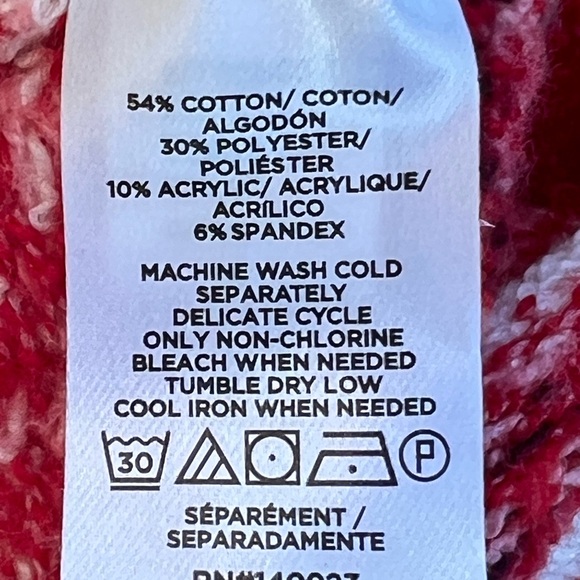 54% COTTON/ COTON/
ALGODÓN
30% POLYESTER/
POLIÉSTER
10% ACRYLIC/ ACRYLIQUE/
ACRÍLICO
6% SPANDEX
MACHINE WASH COLD
SEPARATELY
DELICATE CYCLE
ONLY NON-CHLORINE
BLEACH WHEN NEEDED
TUMBLE DRY LOW
COOL IRON WHEN NEEDED
30 P
SÉPARÉMENT /
SEPARADAMENTE